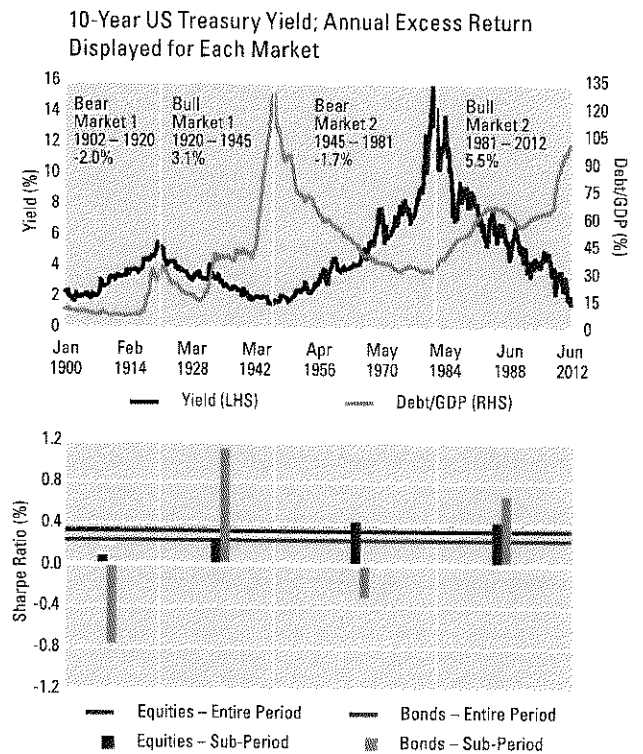 10-Year US Treasury Yield; Annual Excess Return
Displayed for Each Market
16
14
12
10
8
6
4
2
0
Yield (%)
135
120
105
90
75
60
45
30
15
0
Debt/GDP (%)
Bear
Market 1
1902 – 1920
-2.0%
Bull
Market 1
1920 – 1945
3.1%
Bear
Market 2
1945 – 1981
-1.7%
Bull
Market 2
1981 – 2012
5.5%
Jan Feb Mar Mar Apr May May Jun Jun
1900 1914 1928 1942 1956 1970 1984 1988 2012
Yield (LHS) Debt/GDP (RHS)
1.2
0.8
0.4
0.0
-0.4
-0.8
-1.2
Sharpe Ratio (%)
Equities – Entire Period Bonds – Entire Period
Equities – Sub-Period Bonds – Sub-Period